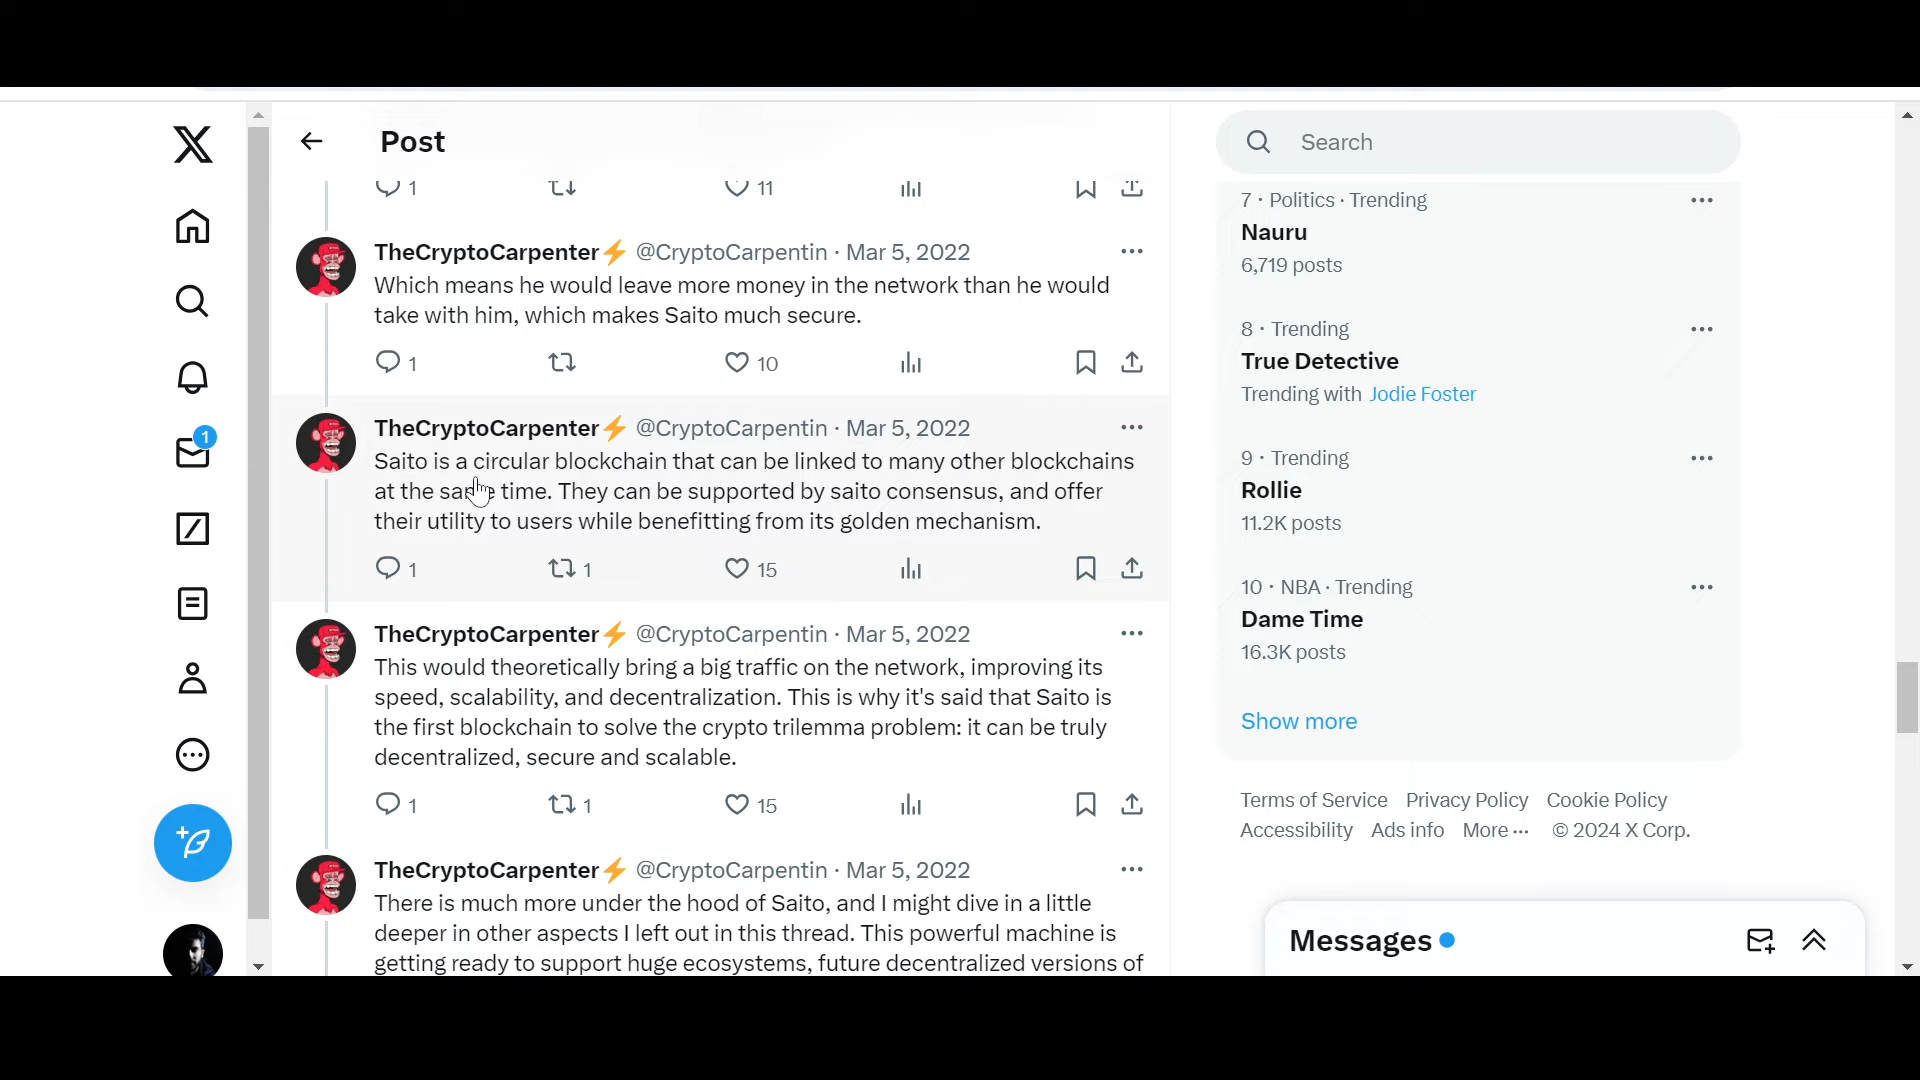 Post
Search
1
11
TheCryptoCarpenter⚡ @CryptoCarpentin · Mar 5, 2022
Which means he would leave more money in the network than he would
take with him, which makes Saito much secure.
1
10
TheCryptoCarpenter⚡ @CryptoCarpentin · Mar 5, 2022
Saito is a circular blockchain that can be linked to many other blockchains
at the same time. They can be supported by saito consensus, and offer
their utility to users while benefitting from its golden mechanism.
1
1
15
TheCryptoCarpenter⚡ @CryptoCarpentin · Mar 5, 2022
This would theoretically bring a big traffic on the network, improving its
speed, scalability, and decentralization. This is why it's said that Saito is
the first blockchain to solve the crypto trilemma problem: it can be truly
decentralized, secure and scalable.
1
1
15
TheCryptoCarpenter⚡ @CryptoCarpentin · Mar 5, 2022
There is much more under the hood of Saito, and I might dive in a little
deeper in other aspects I left out in this thread. This powerful machine is
getting ready to support huge ecosystems, future decentralized versions of
1
7 · Politics · Trending
Nauru
6,719 posts
8 · Trending
True Detective
Trending with Jodie Foster
9 · Trending
Rollie
11.2K posts
10 · NBA · Trending
Dame Time
16.3K posts
Show more
Terms of Service Privacy Policy Cookie Policy
Accessibility Ads info More ··· © 2024 X Corp.
Messages